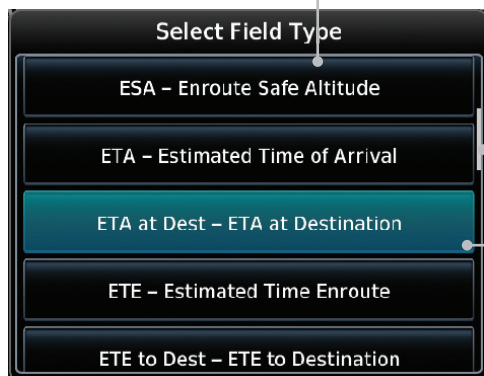 Select Field Type
ESA – Enroute Safe Altitude
ETA – Estimated Time of Arrival
ETA at Dest – ETA at Destination
ETE – Estimated Time Enroute
ETE to Dest – ETE to Destination